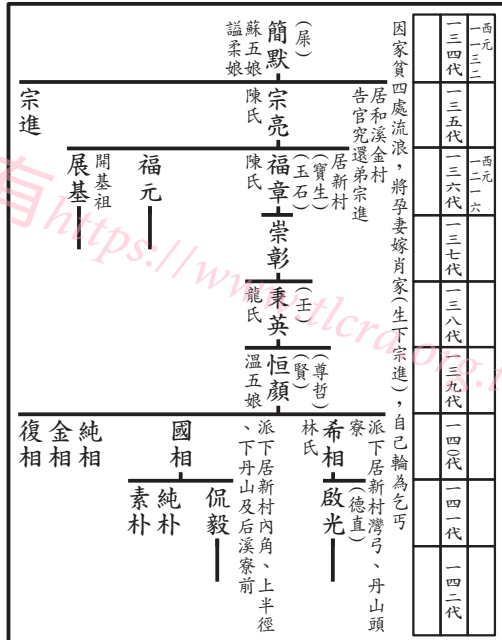 西元一一三二
西元一二一六
一三四代
一三五代
一三六代
一三七代
一三八代
一三九代
一四〇代
一四一代
一四二代
因家貧四處流浪，將孕妻嫁肖家(生下宗進)，自己輪為乞丐
(屎)
簡默
蘇五娘
謚柔娘
居和溪金村
告官究還弟宗進
宗亮
陳氏
宗進
居新村
(寶生)
(玉石)
福章
陳氏
福元
開基祖
展基
崇彰
(壬)
秉英
龍氏
(尊哲)
(賢)
恒顏
溫五娘
派下居新村灣弓、丹山頭
寮
希相
林氏
派下居新村內角、上半徑
、下丹山及后溪寮前
國相
純相
金相
復相
(德直)
啟光
侃毅
純朴
素朴
有 https://www.tlcra.org.t